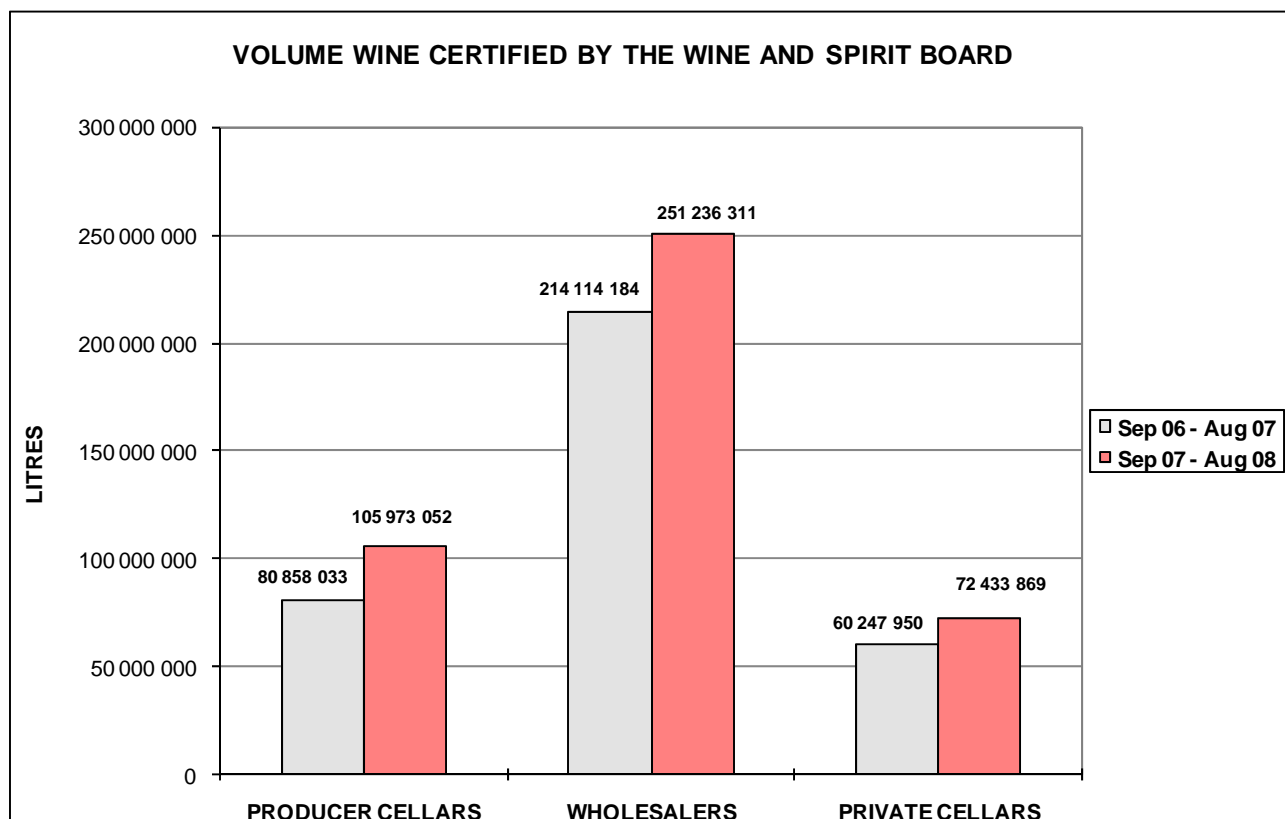 VOLUME WINE CERTIFIED BY THE WINE AND SPIRIT BOARD
300 000 000
250 000 000
200 000 000
150 000 000
100 000 000
50 000 000
0
LITRES
80 858 033
105 973 052
214 114 184
251 236 311
60 247 950
72 433 869
PRODUCER CELLARS
WHOLESALERS
PRIVATE CELLARS
Sep 06 - Aug 07
Sep 07 - Aug 08